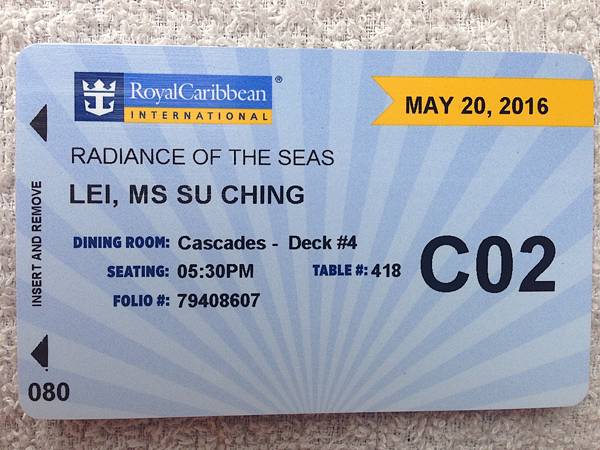 RoyalCaribbean®
INTERNATIONAL
MAY 20, 2016
RADIANCE OF THE SEAS
LEI, MS SU CHING
DINING ROOM: Cascades - Deck #4
SEATING: 05:30PM TABLE #: 418
FOLIO #: 79408607
C02
INSERT AND REMOVE
080